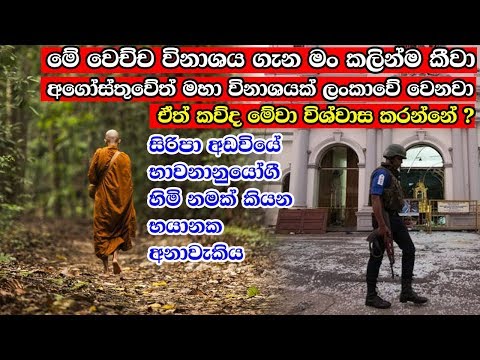 මේ වෙච්ච විනාශය ගැන මං කලින්ම කීවා
අගෝස්තුවේත් මහා විනාශයක් ලංකාවේ වෙනවා
ඒත් කව්ද මේවා විශ්වාස කරන්නේ ?
සිරිපා අඩවියේ
භාවනානුයෝගී
හිමි නමක් කියන
භයානක
අනාවැකිය